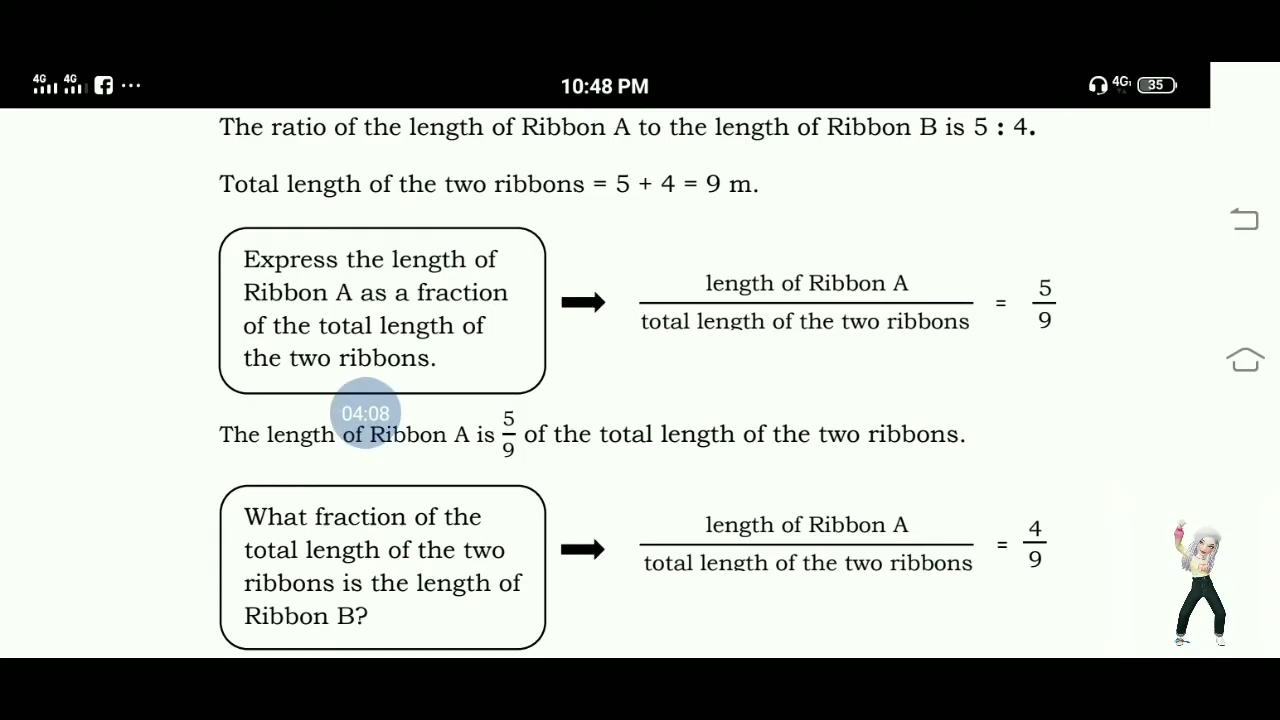 4G 4G ... 10:48 PM 4G 35
The ratio of the length of Ribbon A to the length of Ribbon B is 5 : 4.
Total length of the two ribbons = 5 + 4 = 9 m.
Express the length of
Ribbon A as a fraction
of the total length of
the two ribbons.
length of Ribbon A
total length of the two ribbons
= 5/9
04:08
The length of Ribbon A is 5/9 of the total length of the two ribbons.
What fraction of the
total length of the two
ribbons is the length of
Ribbon B?
length of Ribbon A
total length of the two ribbons
= 4/9